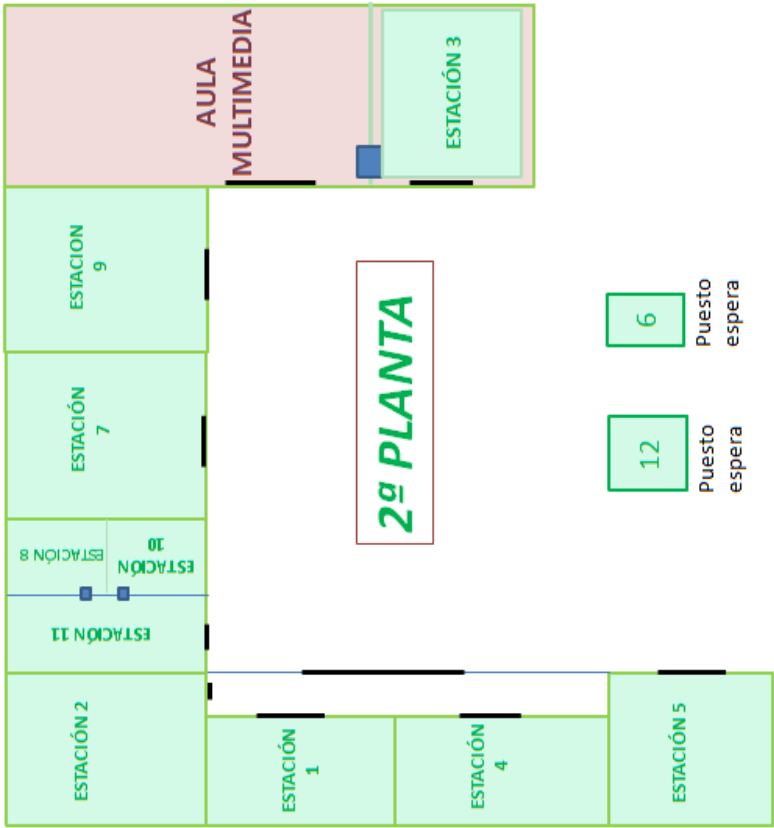 AULA
MULTIMEDIA
ESTACIÓN 3
ESTACION
9
ESTACIÓN
7
ESTACIÓN 8
ESTACIÓN
10
ESTACIÓN 11
ESTACIÓN 2
ESTACIÓN
1
ESTACIÓN
4
ESTACIÓN 5
2ª PLANTA
6
Puesto
espera
12
Puesto
espera